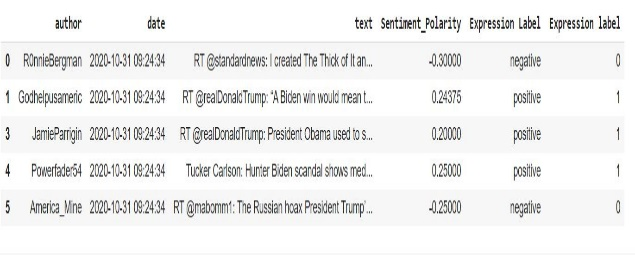 author date text Sentiment_Polarity Expression Label Expression label
0 R0nnieBergman 2020-10-31 09:24:34 RT @standardnews: I created The Thick of It an... -0.30000 negative 0
1 Godhelpusameric 2020-10-31 09:24:34 RT @realDonaldTrump: “A Biden win would mean t... 0.24375 positive 1
3 JamieParrigin 2020-10-31 09:24:34 RT @realDonaldTrump: President Obama used to s... 0.20000 positive 1
4 Powerfader54 2020-10-31 09:24:34 Tucker Carlson: Hunter Biden scandal shows med... 0.25000 positive 1
5 America_Mine 2020-10-31 09:24:34 RT @mabomm1: The Russian hoax President Trump'... -0.25000 negative 0